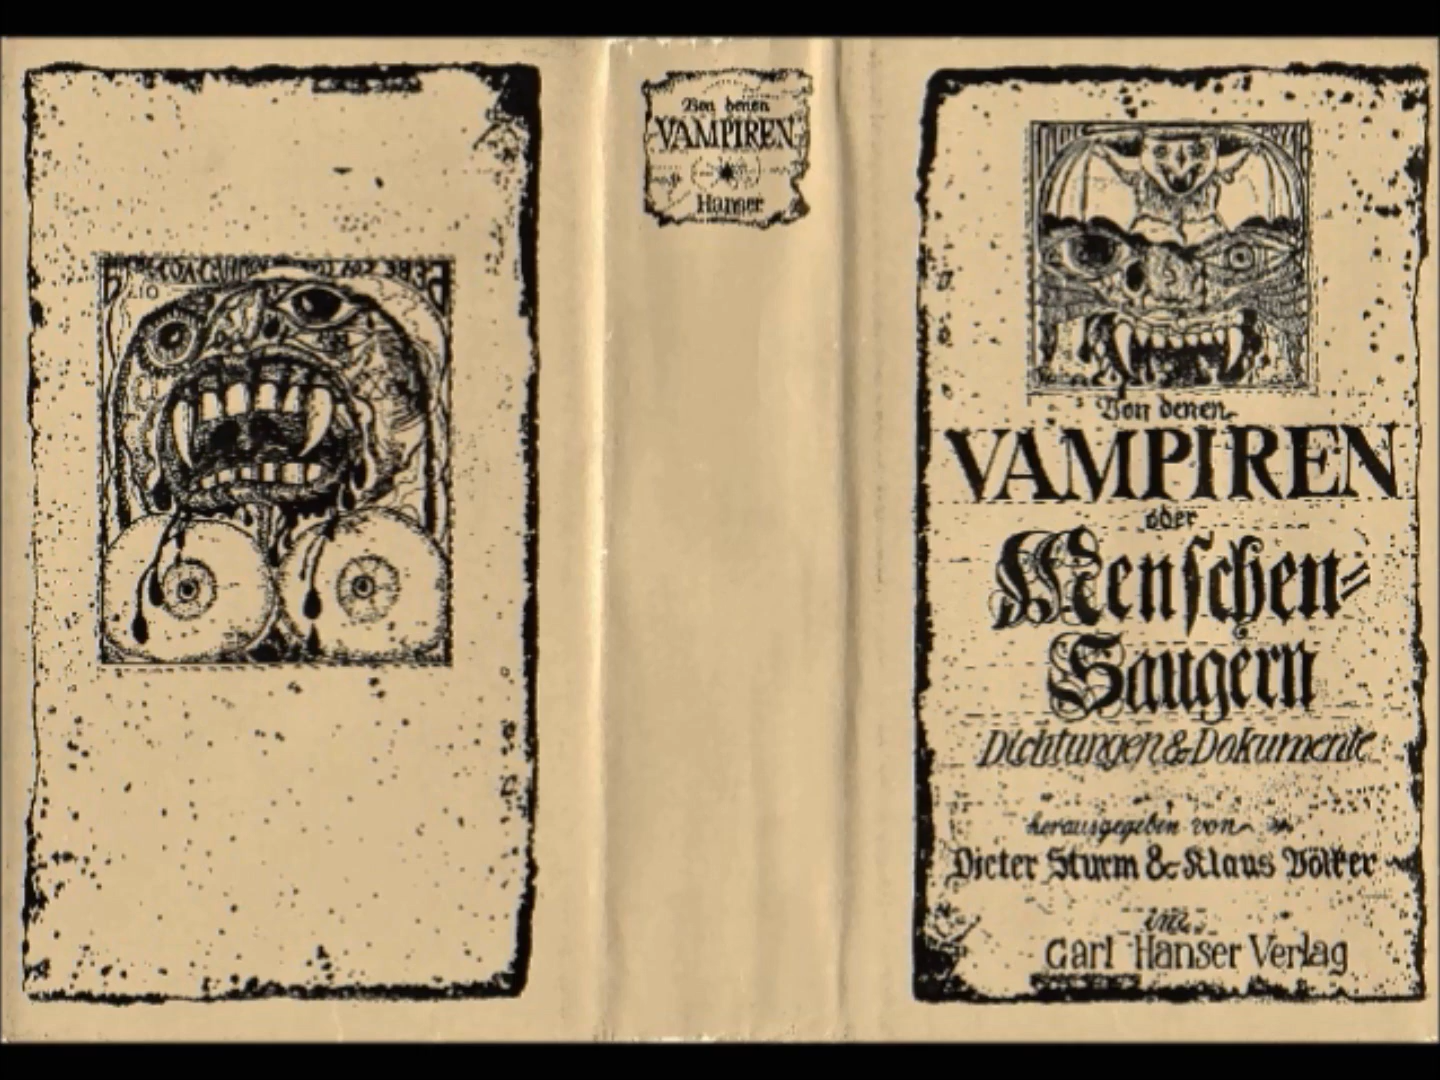 Von denen
VAMPIREN
Hanser
Von denen
VAMPIREN
oder
Menschen=
Saugern
Dichtungen & Dokumente
herausgegeben von
Dieter Sturm & Klaus Völker
im
Carl Hanser Verlag